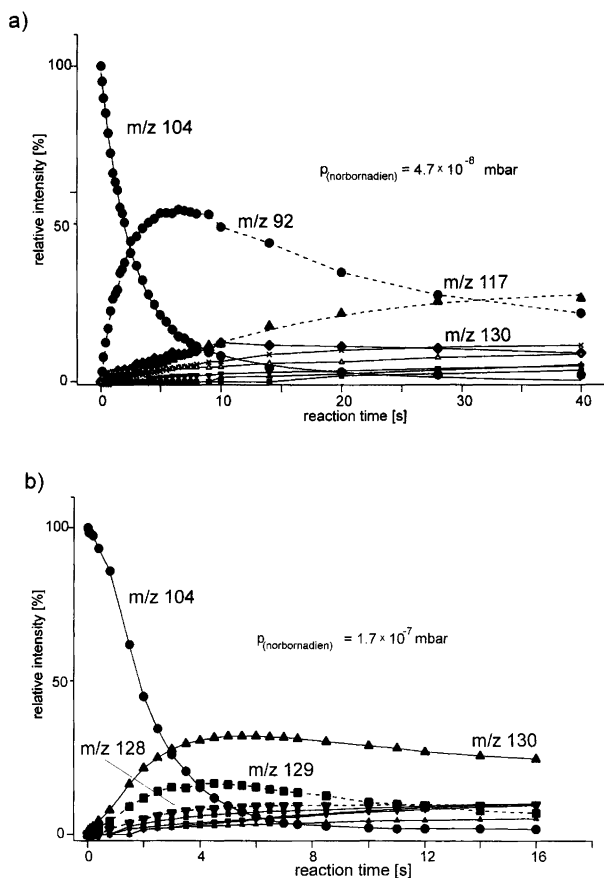 a)
100
m/z 104
p(norbornadien) = 4.7 × 10⁻⁸ mbar
relative intensity [%]
50
m/z 92
m/z 117
m/z 130
0
0 10 20 30 40
reaction time [s]
b)
100
m/z 104
p(norbornadien) = 1.7 × 10⁻⁷ mbar
relative intensity [%]
50
m/z 128
m/z 130
m/z 129
0
0 4 8 12 16
reaction time [s]